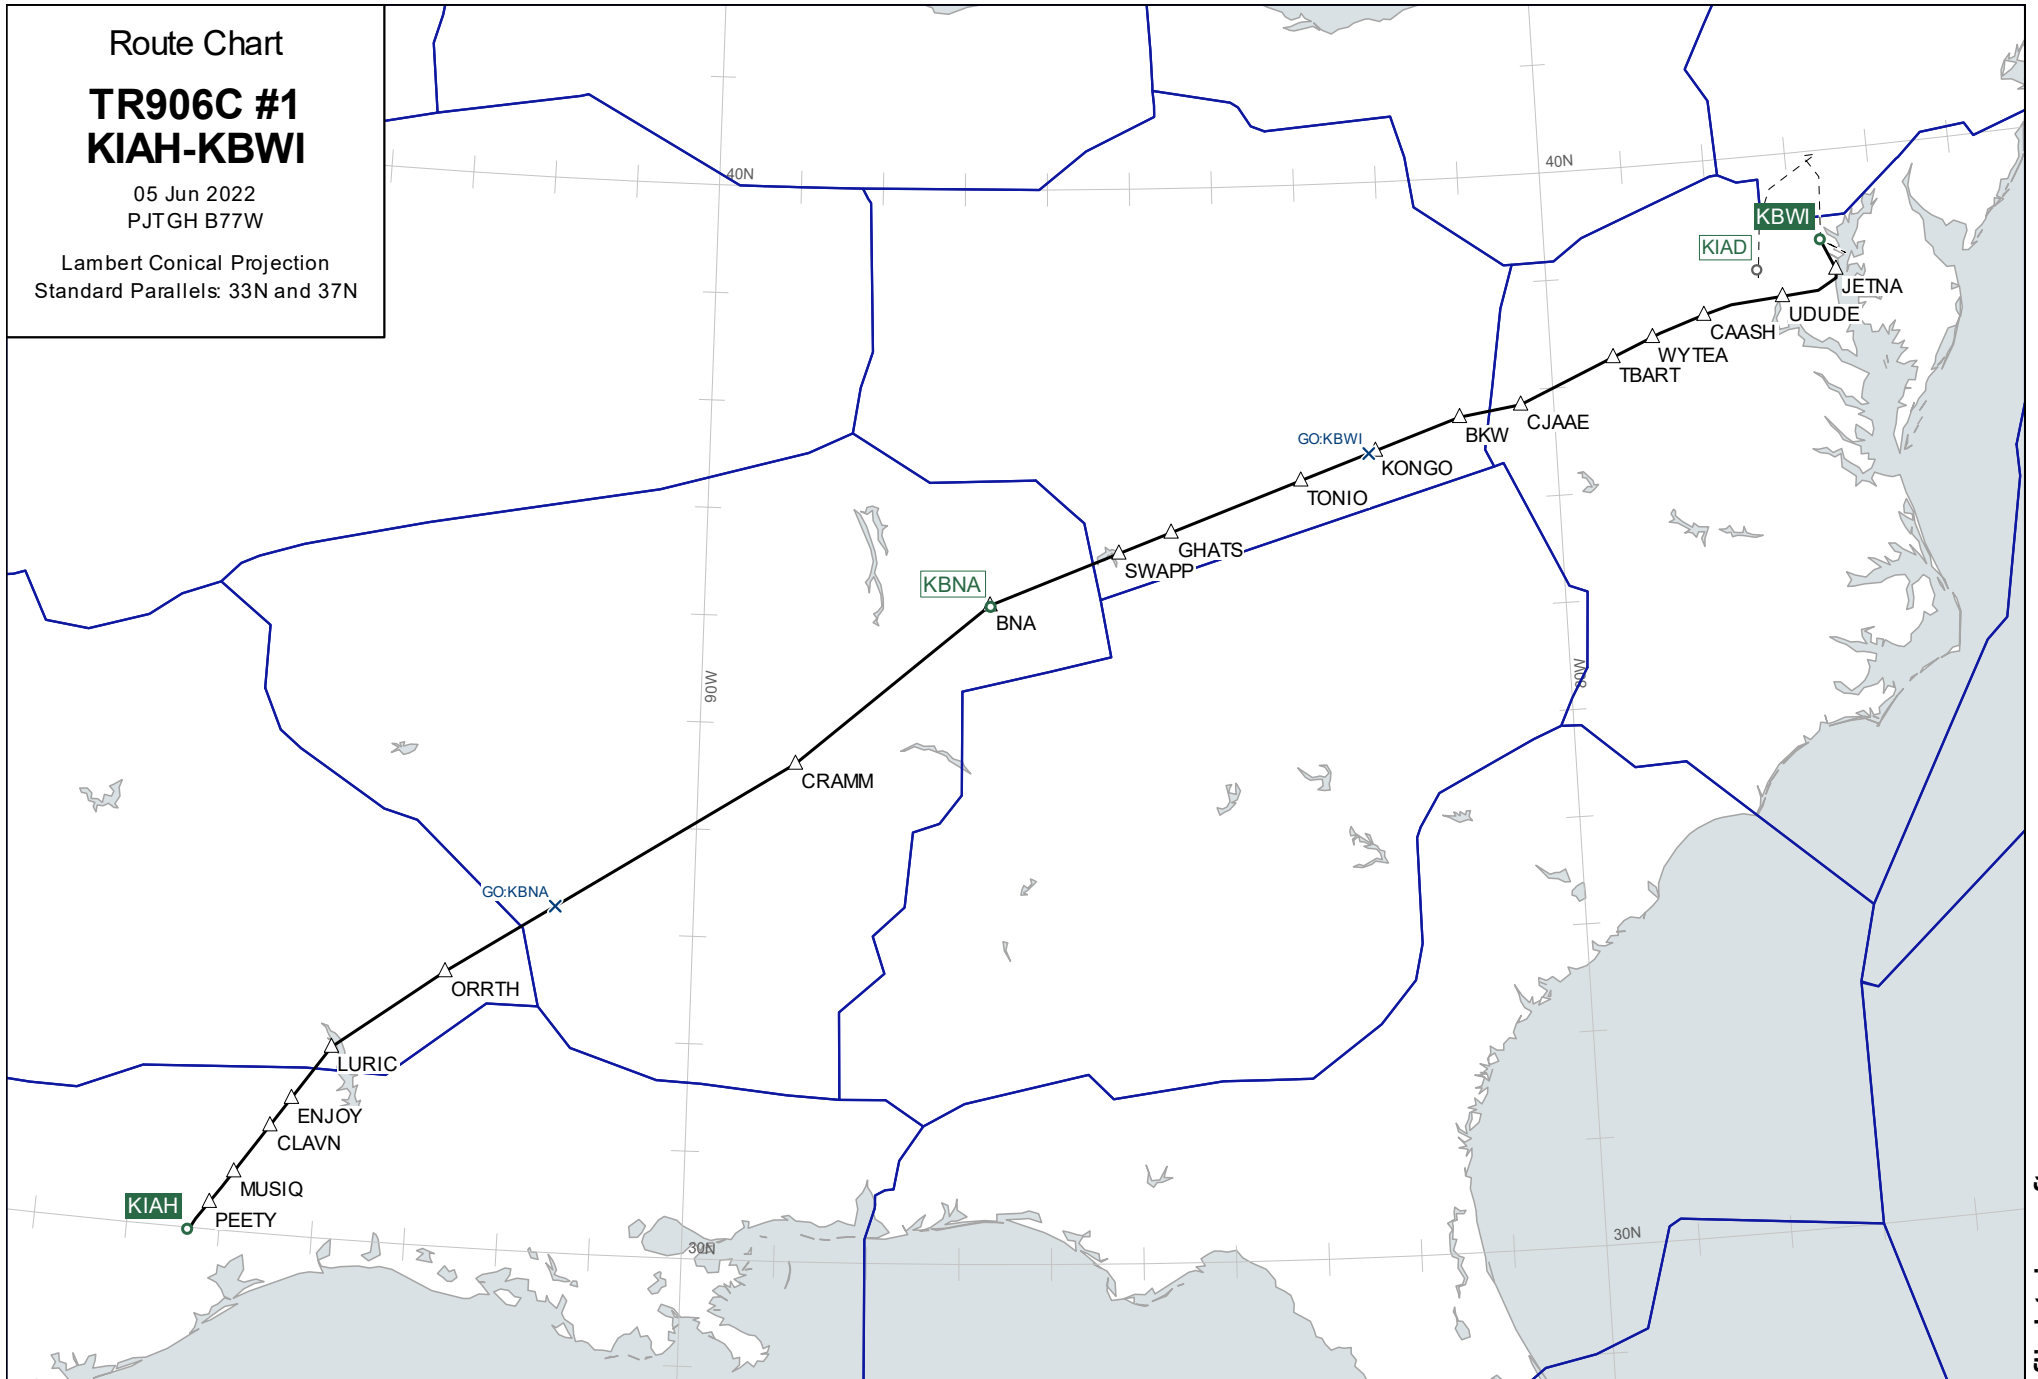 Route Chart
TR906C #1
KIAH-KBWI
05 Jun 2022
PJTGH B77W
Lambert Conical Projection
Standard Parallels: 33N and 37N
40N
40N
KBWI
KIAD
JETNA
UDUDE
CAASH
WYTEA
TBART
CJAAE
BKW
GO:KBWI
KONGO
TONIO
GHATS
SWAPP
KBNA
BNA
90W
80W
CRAMM
GO:KBNA
ORRTH
LURIC
ENJOY
CLAVN
MUSIQ
KIAH
PEETY
30N
30N